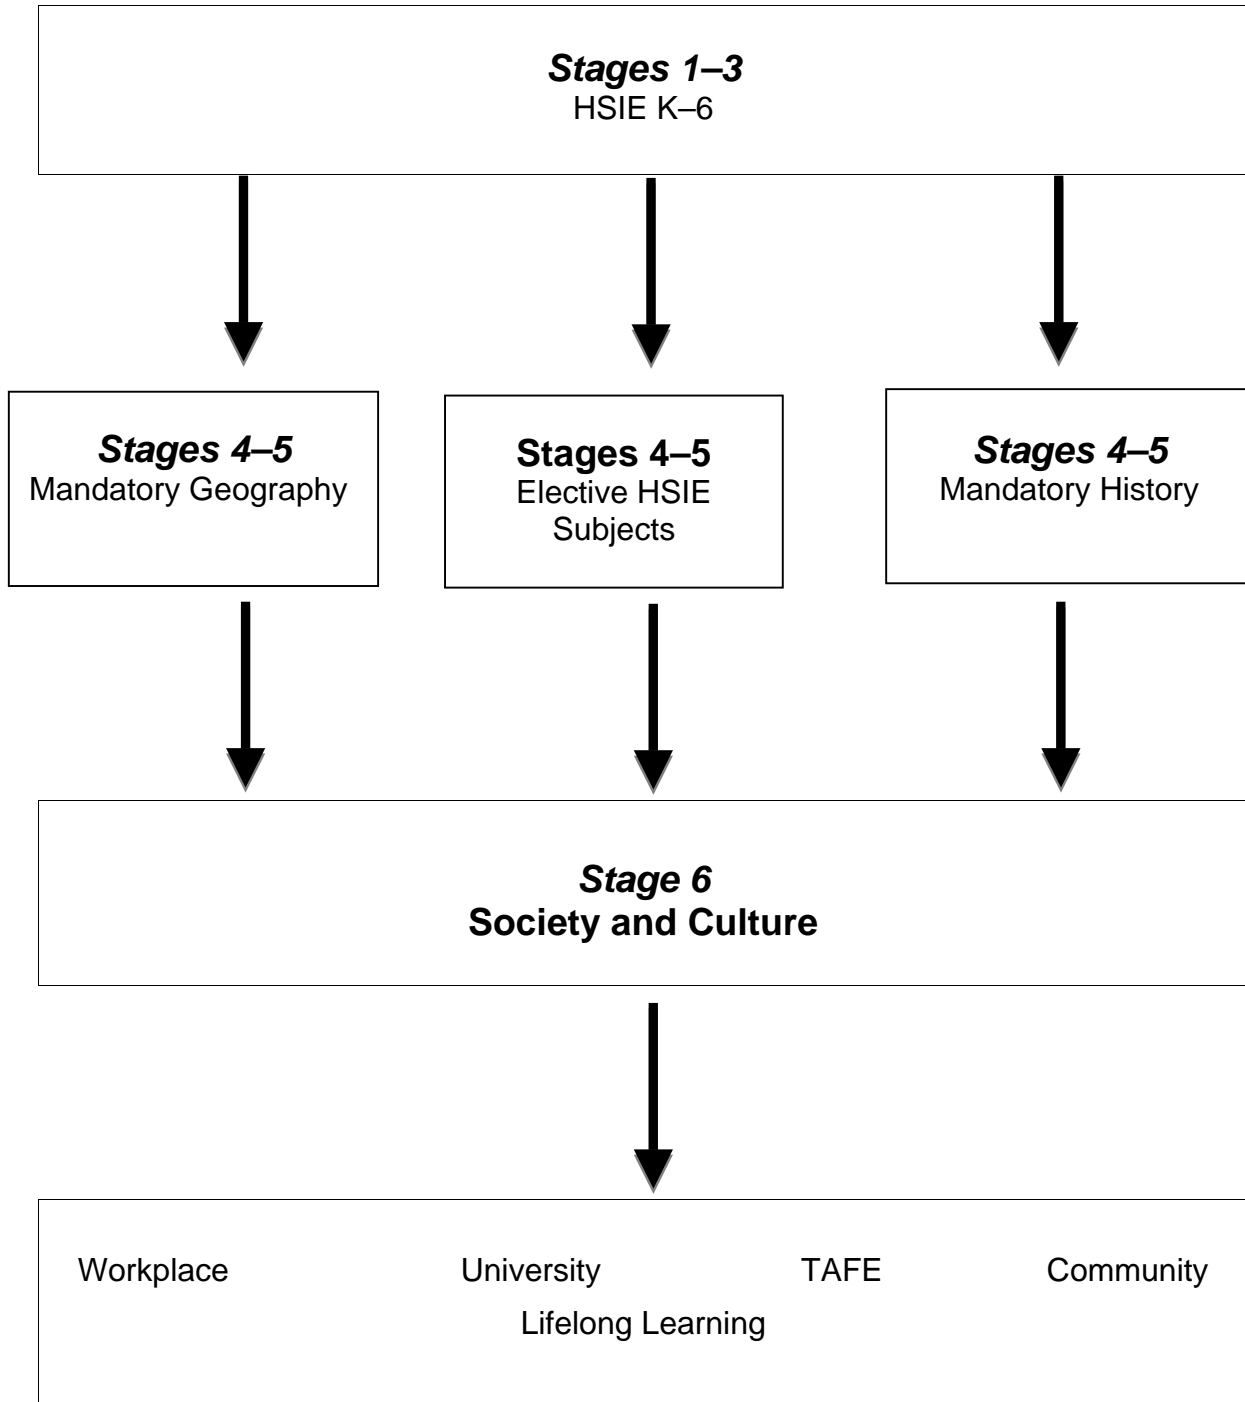 Stages 1–3
HSIE K–6
Stages 4–5
Mandatory Geography
Stages 4–5
Elective HSIE
Subjects
Stages 4–5
Mandatory History
Stage 6
Society and Culture
Workplace University TAFE Community
Lifelong Learning